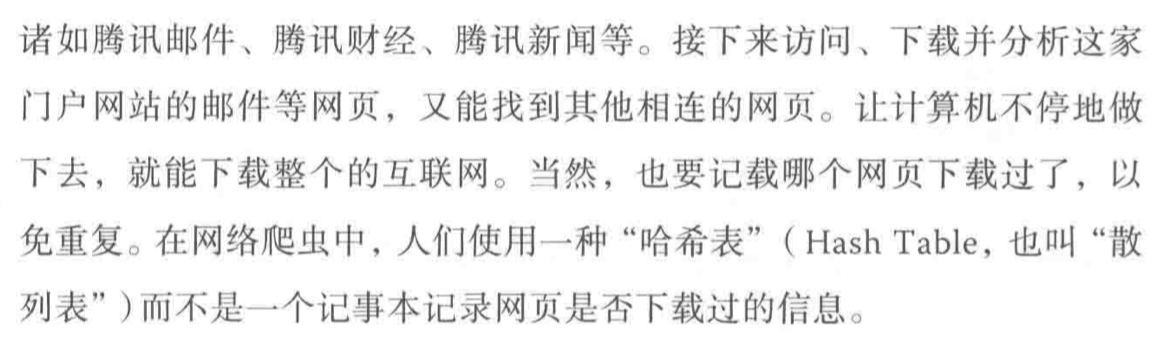 诸如腾讯邮件、腾讯财经、腾讯新闻等。接下来访问、下载并分析这家
门户网站的邮件等网页，又能找到其他相连的网页。让计算机不停地做
下去，就能下载整个的互联网。当然，也要记载哪个网页下载过了，以
免重复。在网络爬虫中，人们使用一种“哈希表”（Hash Table，也叫“散
列表”）而不是一个记事本记录网页是否下载过的信息。